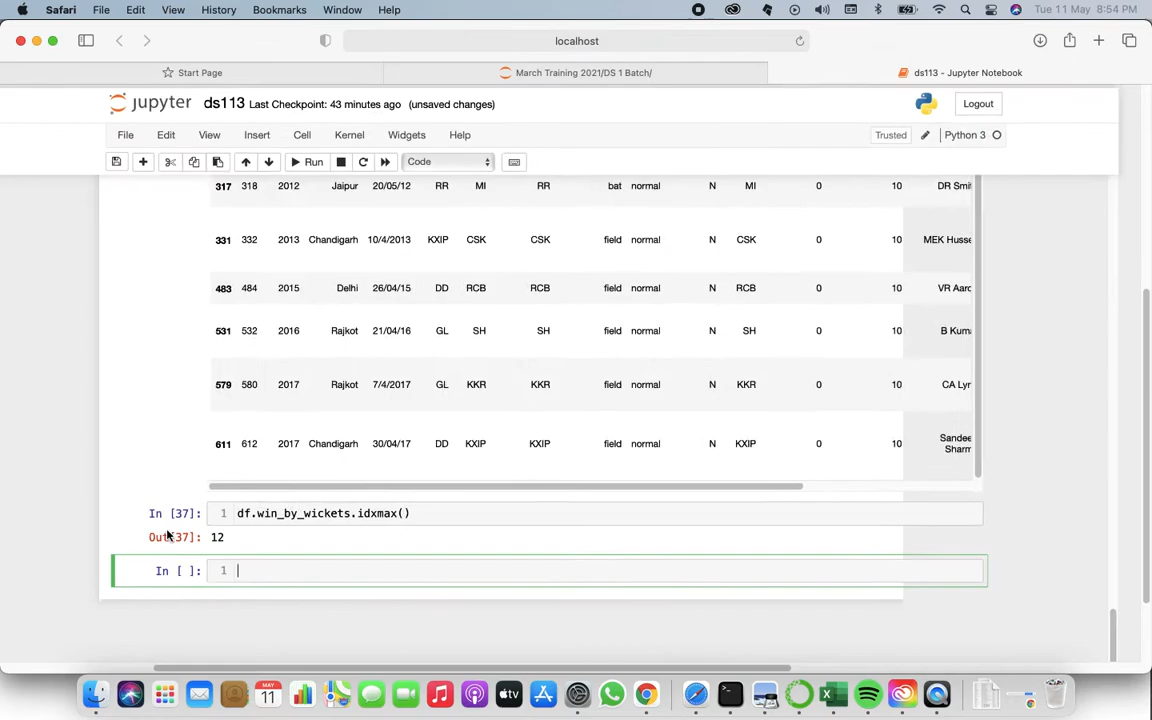 Safari File Edit View History Bookmarks Window Help Tue 11 May 8:54 PM
localhost
Start Page March Training 2021/DS 1 Batch/ ds113 - Jupyter Notebook
jupyter ds113 Last Checkpoint: 43 minutes ago (unsaved changes) Logout
File Edit View Insert Cell Kernel Widgets Help Trusted Python 3
Run Code
317 318 2012 Jaipur 20/05/12 RR MI RR bat normal N MI 0 10 DR Smit
331 332 2013 Chandigarh 10/4/2013 KXIP CSK CSK field normal N CSK 0 10 MEK Husse
483 484 2015 Delhi 26/04/15 DD RCB RCB field normal N RCB 0 10 VR Aaro
531 532 2016 Rajkot 21/04/16 GL SH SH field normal N SH 0 10 B Kuma
579 580 2017 Rajkot 7/4/2017 GL KKR KKR field normal N KKR 0 10 CA Lyn
611 612 2017 Chandigarh 30/04/17 DD KXIP KXIP field normal N KXIP 0 10 Sandee
Sharm
In [37]: 1 df.win_by_wickets.idxmax()
Out[37]: 12
In [ ]: 1
MAY
11
tv